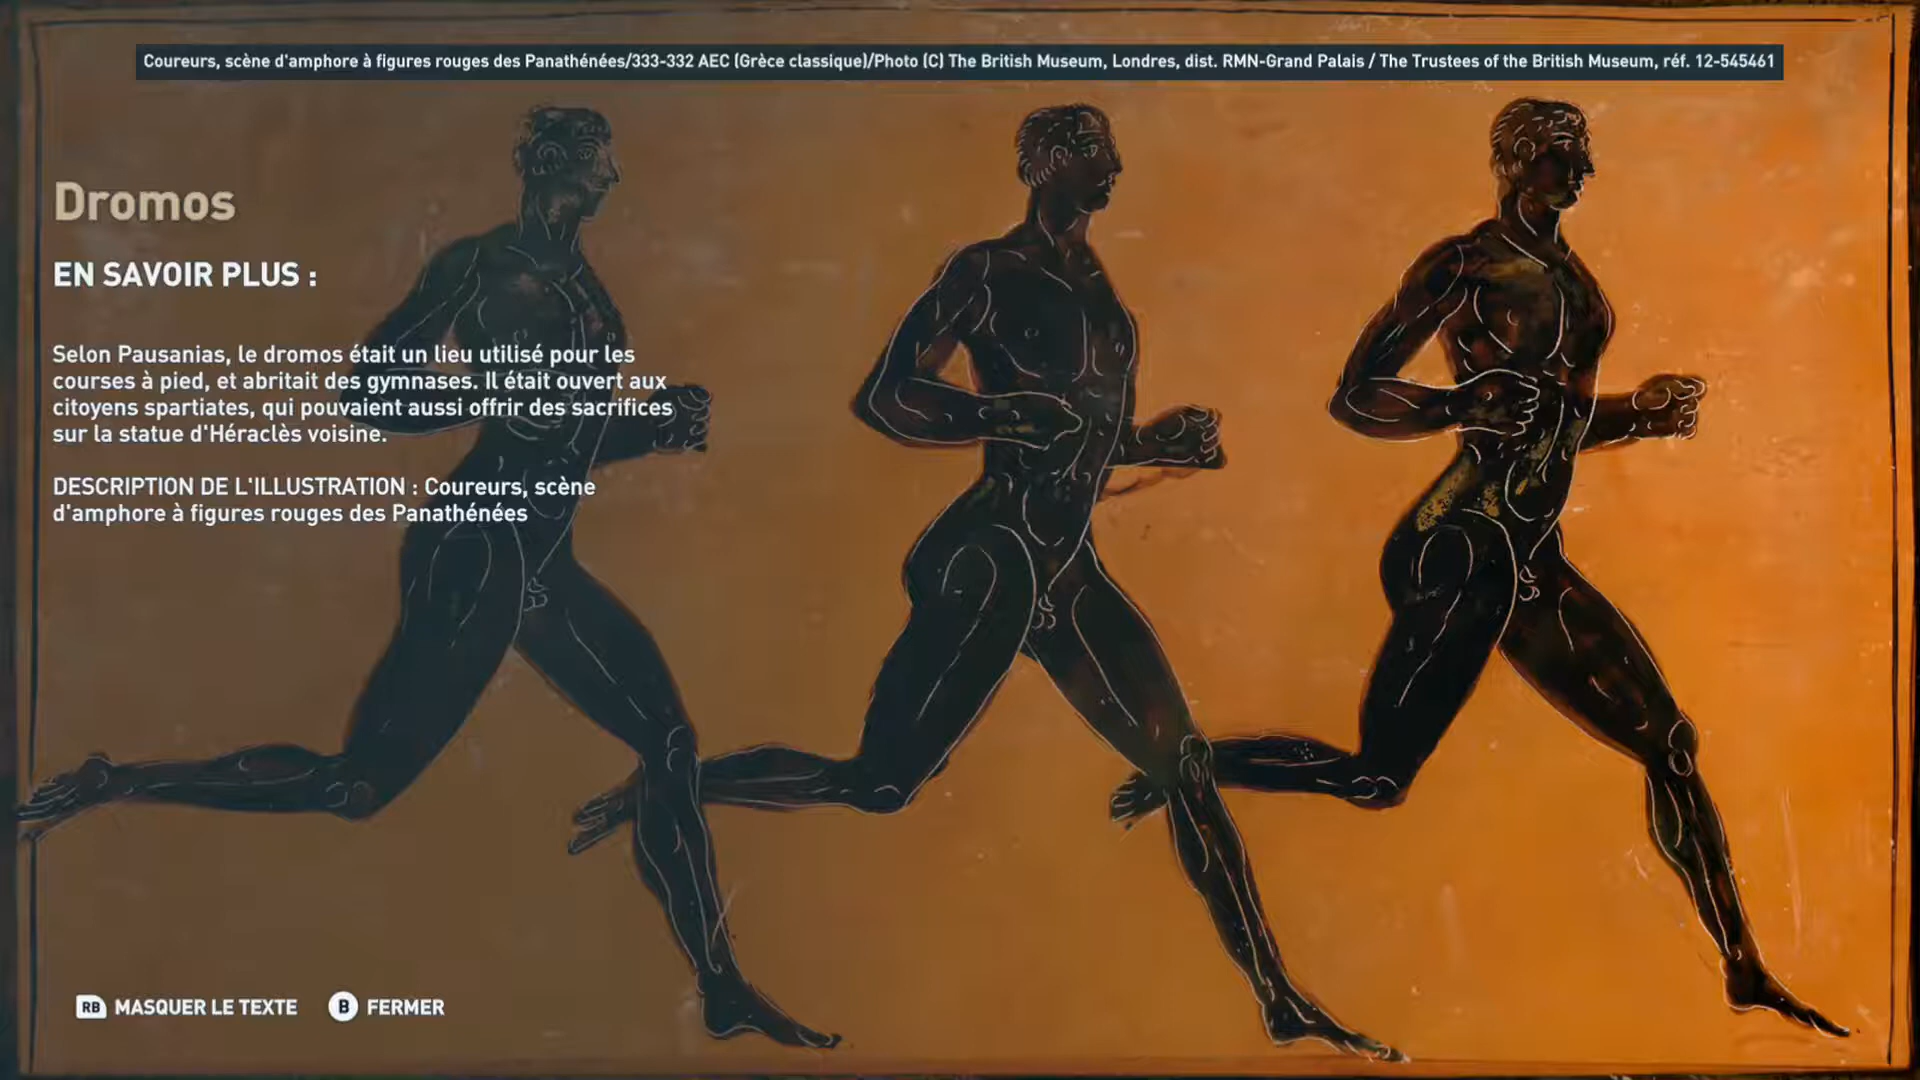 Coureurs, scène d'amphore à figures rouges des Panathénées/333-332 AEC (Grèce classique)/Photo (C) The British Museum, Londres, dist. RMN-Grand Palais / The Trustees of the British Museum, réf. 12-545461
Dromos
EN SAVOIR PLUS :
Selon Pausanias, le dromos était un lieu utilisé pour les
courses à pied, et abritait des gymnases. Il était ouvert aux
citoyens spartiates, qui pouvaient aussi offrir des sacrifices
sur la statue d'Héraclès voisine.
DESCRIPTION DE L'ILLUSTRATION : Coureurs, scène
d'amphore à figures rouges des Panathénées
RB MASQUER LE TEXTE B FERMER